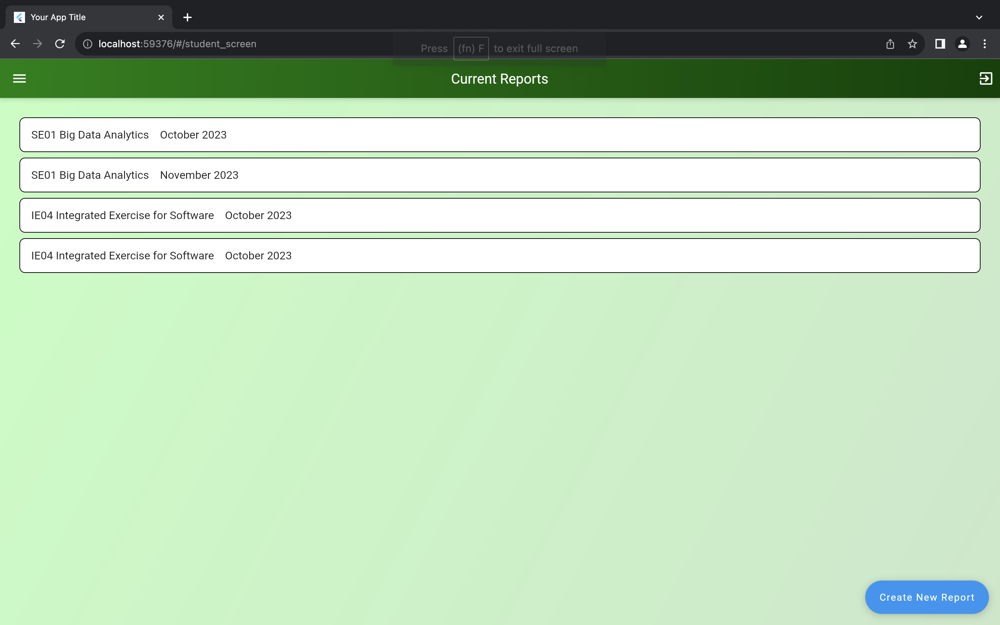 Your App Title
localhost:59376/#/student_screen
Press (fn) F to exit full screen
Current Reports
SE01 Big Data Analytics October 2023
SE01 Big Data Analytics November 2023
IE04 Integrated Exercise for Software October 2023
IE04 Integrated Exercise for Software October 2023
Create New Report